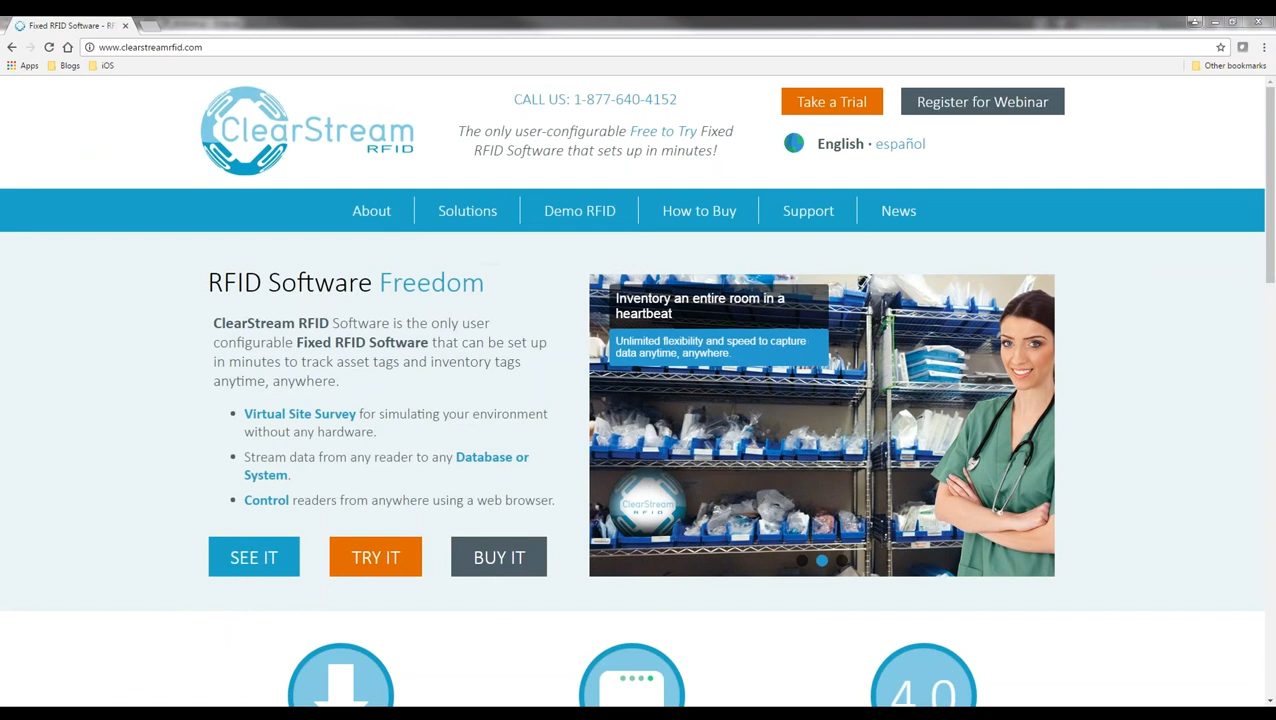 Fixed RFID Software - RF
www.clearstreamrfid.com
Apps Blogs iOS Other bookmarks
ClearStream
RFID
CALL US: 1-877-640-4152
The only user-configurable Free to Try Fixed
RFID Software that sets up in minutes!
Take a Trial
Register for Webinar
English · español
About
Solutions
Demo RFID
How to Buy
Support
News
RFID Software Freedom
ClearStream RFID Software is the only user
configurable Fixed RFID Software that can be set up
in minutes to track asset tags and inventory tags
anytime, anywhere.
• Virtual Site Survey for simulating your environment
without any hardware.
• Stream data from any reader to any Database or
System.
• Control readers from anywhere using a web browser.
SEE IT
TRY IT
BUY IT
Inventory an entire room in a
heartbeat
Unlimited flexibility and speed to capture
data anytime, anywhere.
ClearStream
RFID
4.0